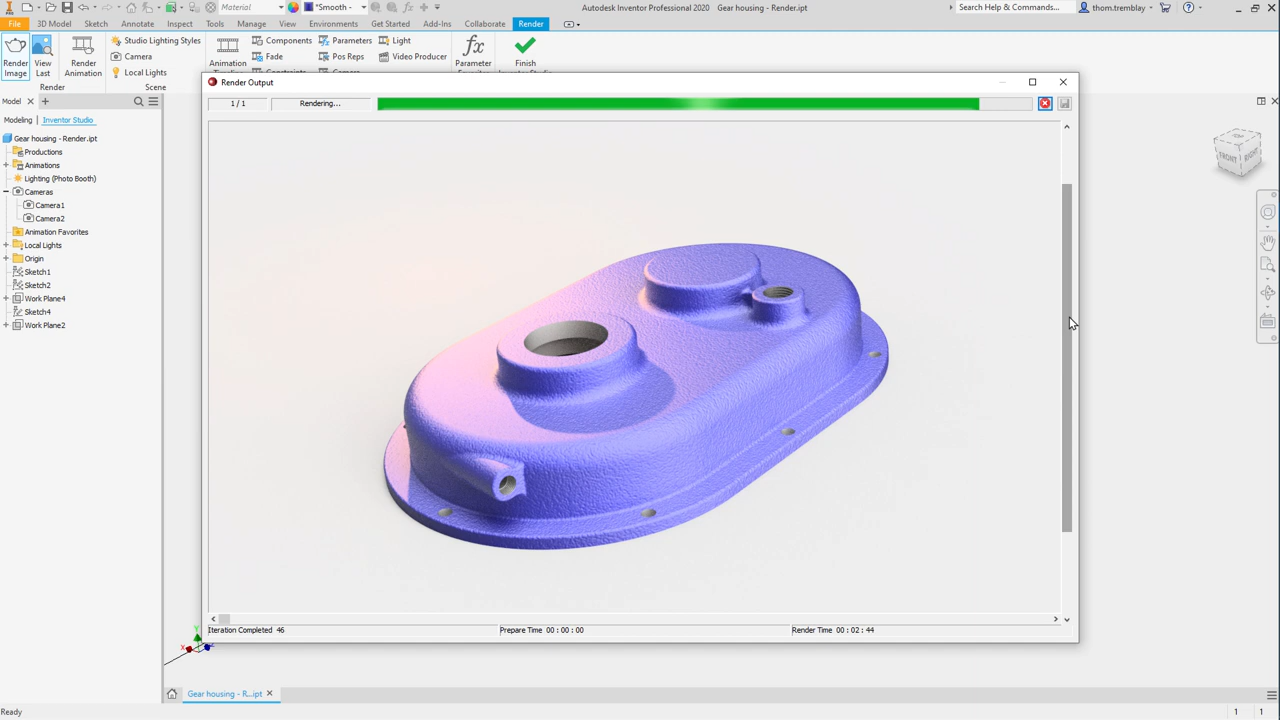 Material
*Smooth
Autodesk Inventor Professional 2020
Gear housing - Render.ipt
Search Help & Commands...
thom.tremblay
File
3D Model
Sketch
Annotate
Inspect
Tools
Manage
View
Environments
Get Started
Add-Ins
Collaborate
Render
Studio Lighting Styles
Components
Parameters
Light
Camera
Fade
Pos Reps
Video Producer
Local Lights
Render
Image
View
Last
Render
Animation
Animation
Parameter
Finish
Render
Scene
Render Output
1 / 1
Rendering...
Model
Modeling
Inventor Studio
Gear housing - Render.ipt
Productions
Animations
Lighting (Photo Booth)
Cameras
Camera1
Camera2
Animation Favorites
Local Lights
Origin
Sketch1
Sketch2
Work Plane4
Sketch4
Work Plane2
FRONT
RIGHT
Iteration Completed 46
Prepare Time 00 : 00 : 00
Render Time 00 : 02 : 44
Y
X
Gear housing - R...ipt
Ready
1
1